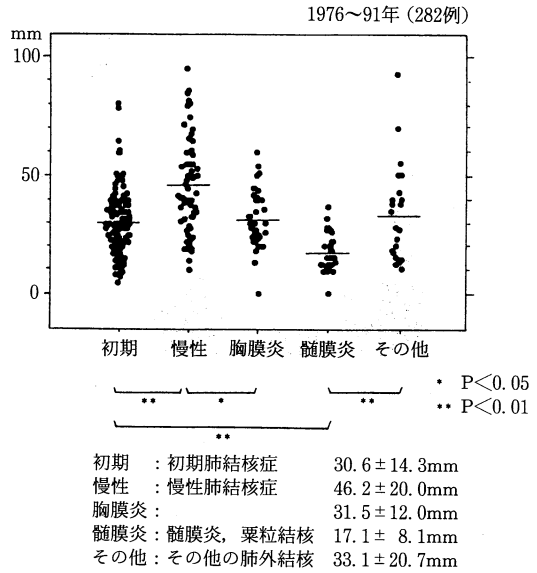 1976～91年（282例）
mm
100
50
0
初期 慢性 胸膜炎 髄膜炎 その他
** * **
**
* P＜0.05
** P＜0.01
初期 ：初期肺結核症 30.6±14.3mm
慢性 ：慢性肺結核症 46.2±20.0mm
胸膜炎： 31.5±12.0mm
髄膜炎：髄膜炎，粟粒結核 17.1± 8.1mm
その他：その他の肺外結核 33.1±20.7mm